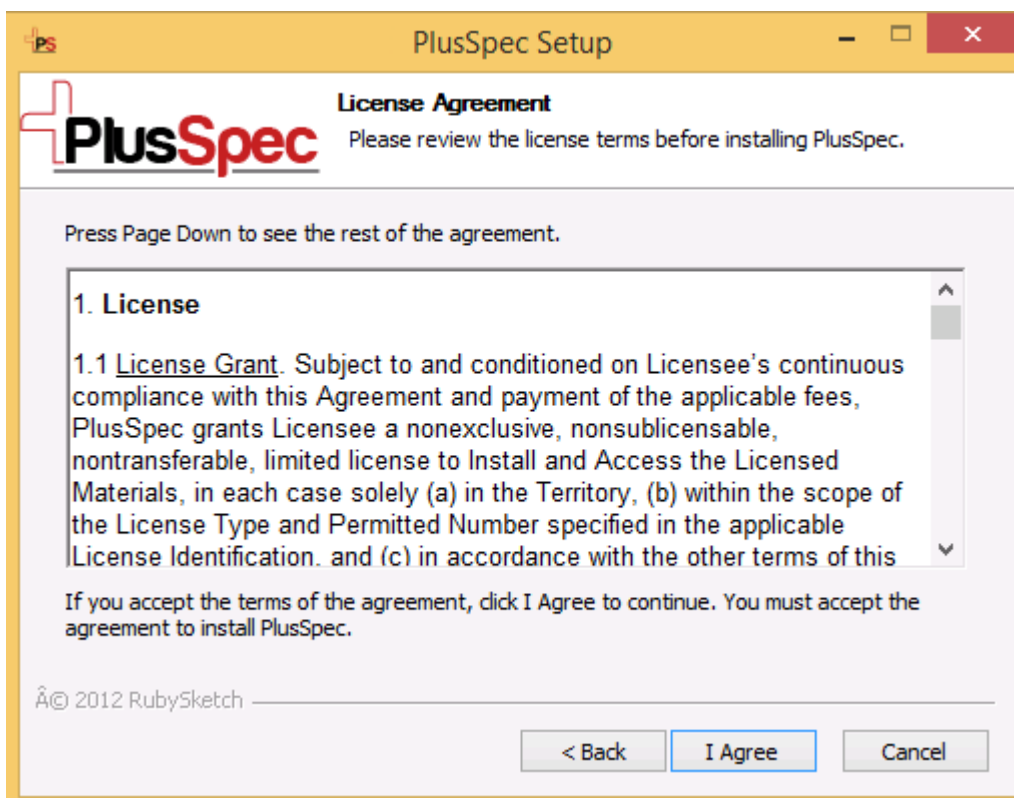 PS
PlusSpec Setup
PlusSpec
License Agreement
Please review the license terms before installing PlusSpec.
Press Page Down to see the rest of the agreement.
1. License
1.1 License Grant. Subject to and conditioned on Licensee's continuous
compliance with this Agreement and payment of the applicable fees,
PlusSpec grants Licensee a nonexclusive, nonsublicensable,
nontransferable, limited license to Install and Access the Licensed
Materials, in each case solely (a) in the Territory, (b) within the scope of
the License Type and Permitted Number specified in the applicable
License Identification, and (c) in accordance with the other terms of this
If you accept the terms of the agreement, click I Agree to continue. You must accept the
agreement to install PlusSpec.
Â© 2012 RubySketch
< Back
I Agree
Cancel